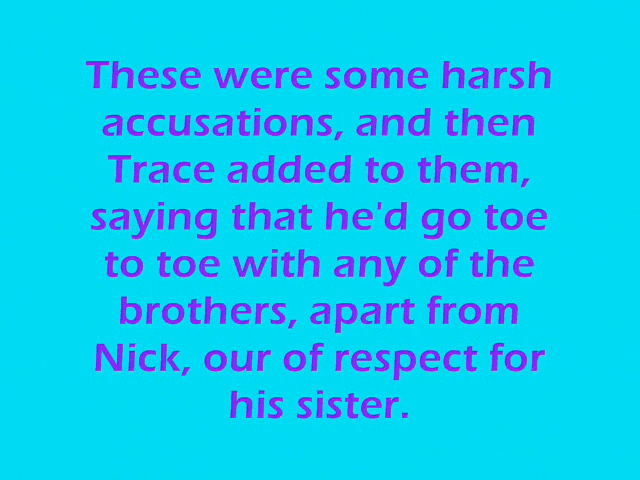 These were some harsh
accusations, and then
Trace added to them,
saying that he'd go toe
to toe with any of the
brothers, apart from
Nick, our of respect for
his sister.